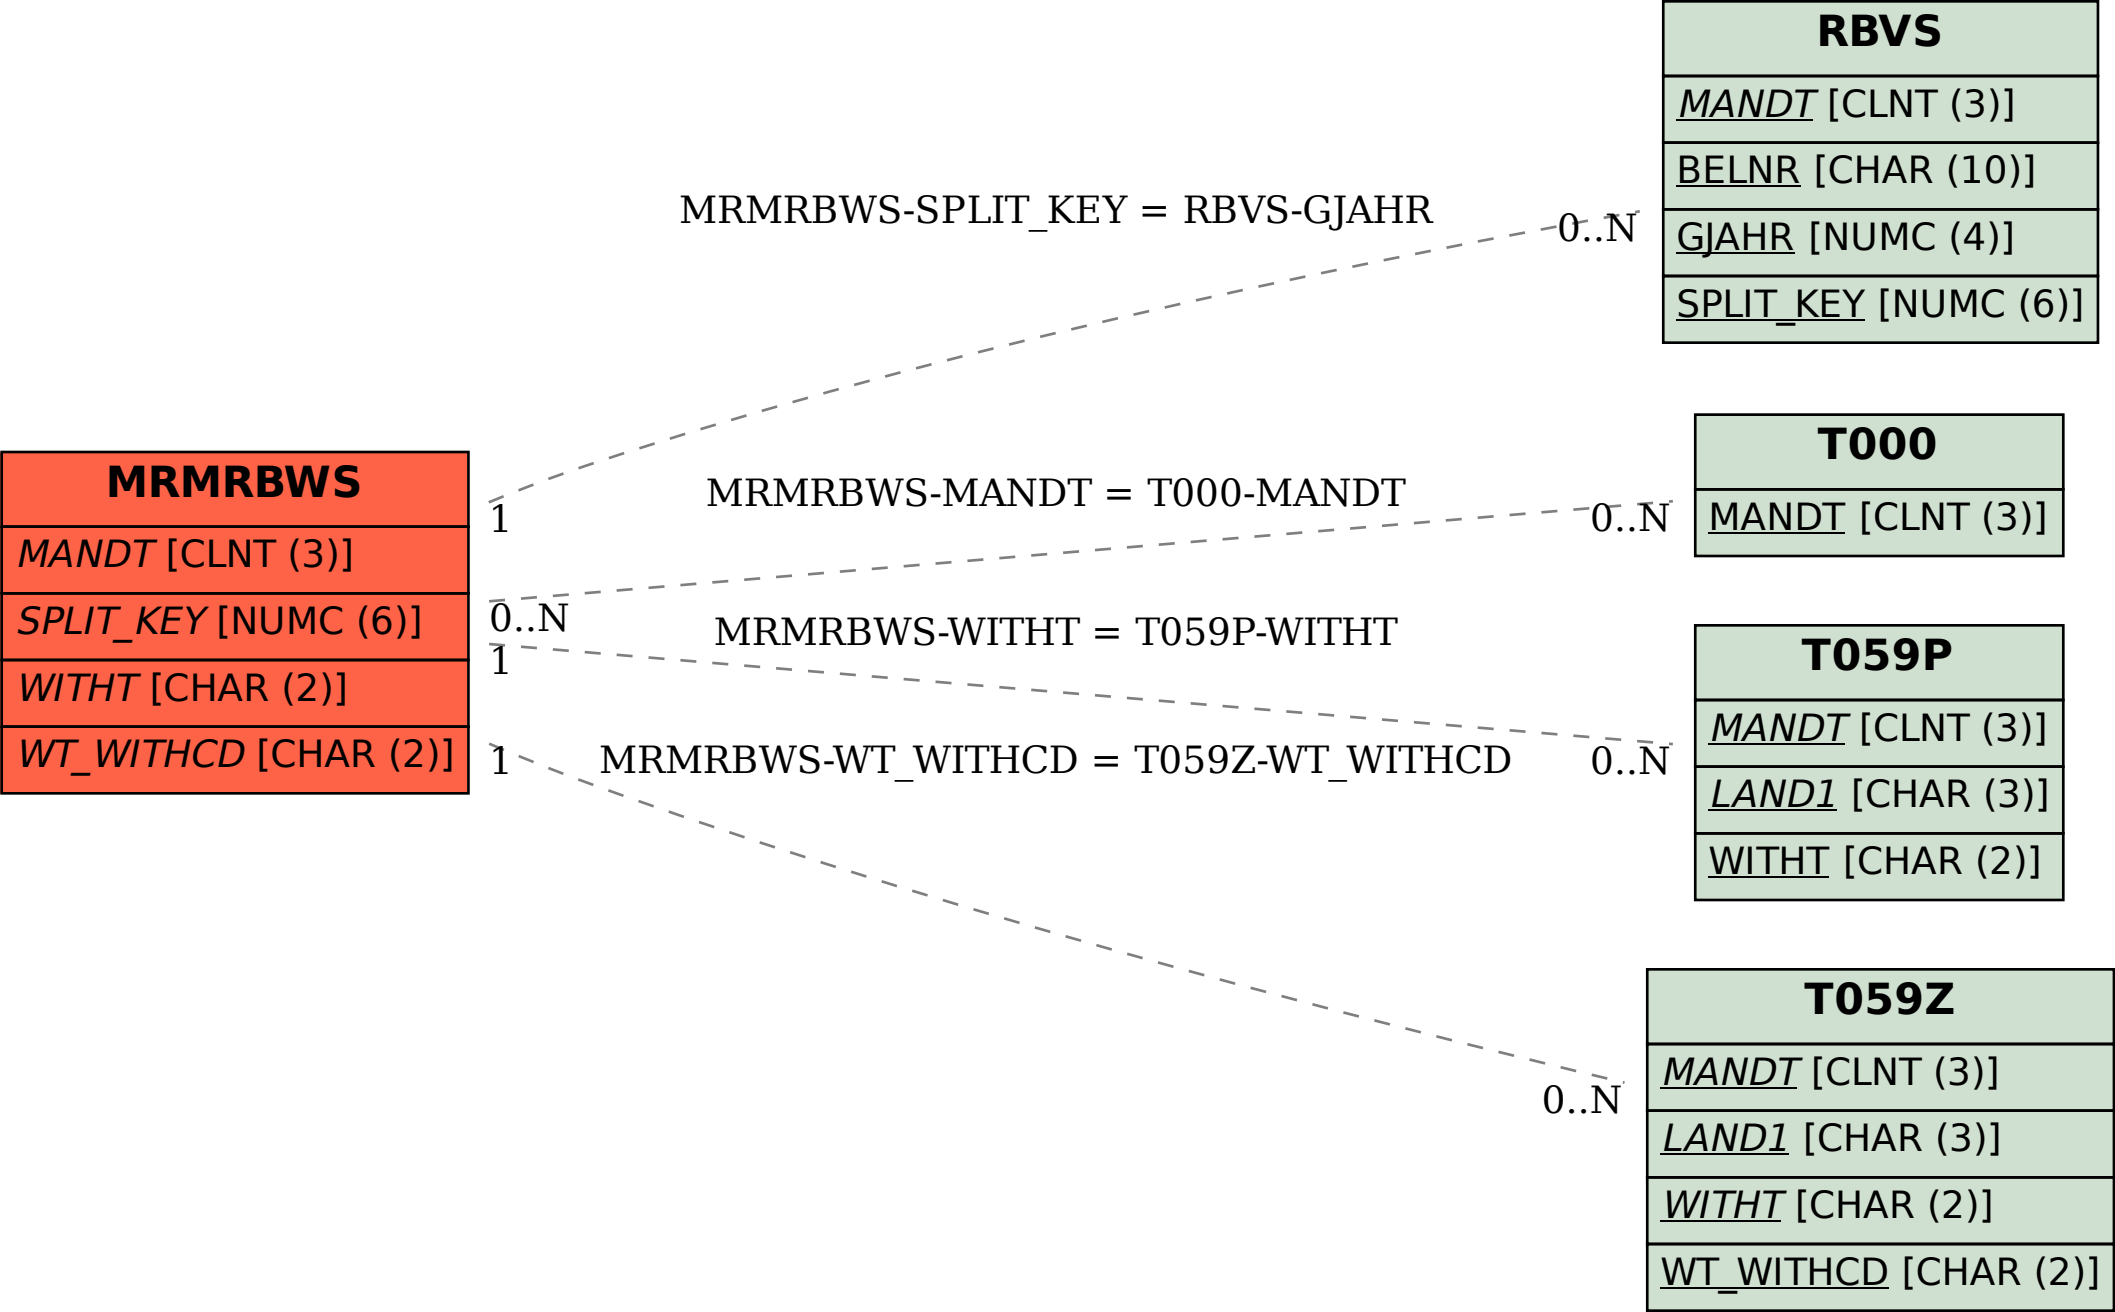 RBVS
MANDT [CLNT (3)]
BELNR [CHAR (10)]
GJAHR [NUMC (4)]
SPLIT_KEY [NUMC (6)]
MRMRBWS-SPLIT_KEY = RBVS-GJAHR
0..N
1
MRMRBWS
MANDT [CLNT (3)]
SPLIT_KEY [NUMC (6)]
WITHT [CHAR (2)]
WT_WITHCD [CHAR (2)]
MRMRBWS-MANDT = T000-MANDT
0..N
0..N
T000
MANDT [CLNT (3)]
MRMRBWS-WITHT = T059P-WITHT
1
0..N
T059P
MANDT [CLNT (3)]
LAND1 [CHAR (3)]
WITHT [CHAR (2)]
MRMRBWS-WT_WITHCD = T059Z-WT_WITHCD
1
0..N
T059Z
MANDT [CLNT (3)]
LAND1 [CHAR (3)]
WITHT [CHAR (2)]
WT_WITHCD [CHAR (2)]